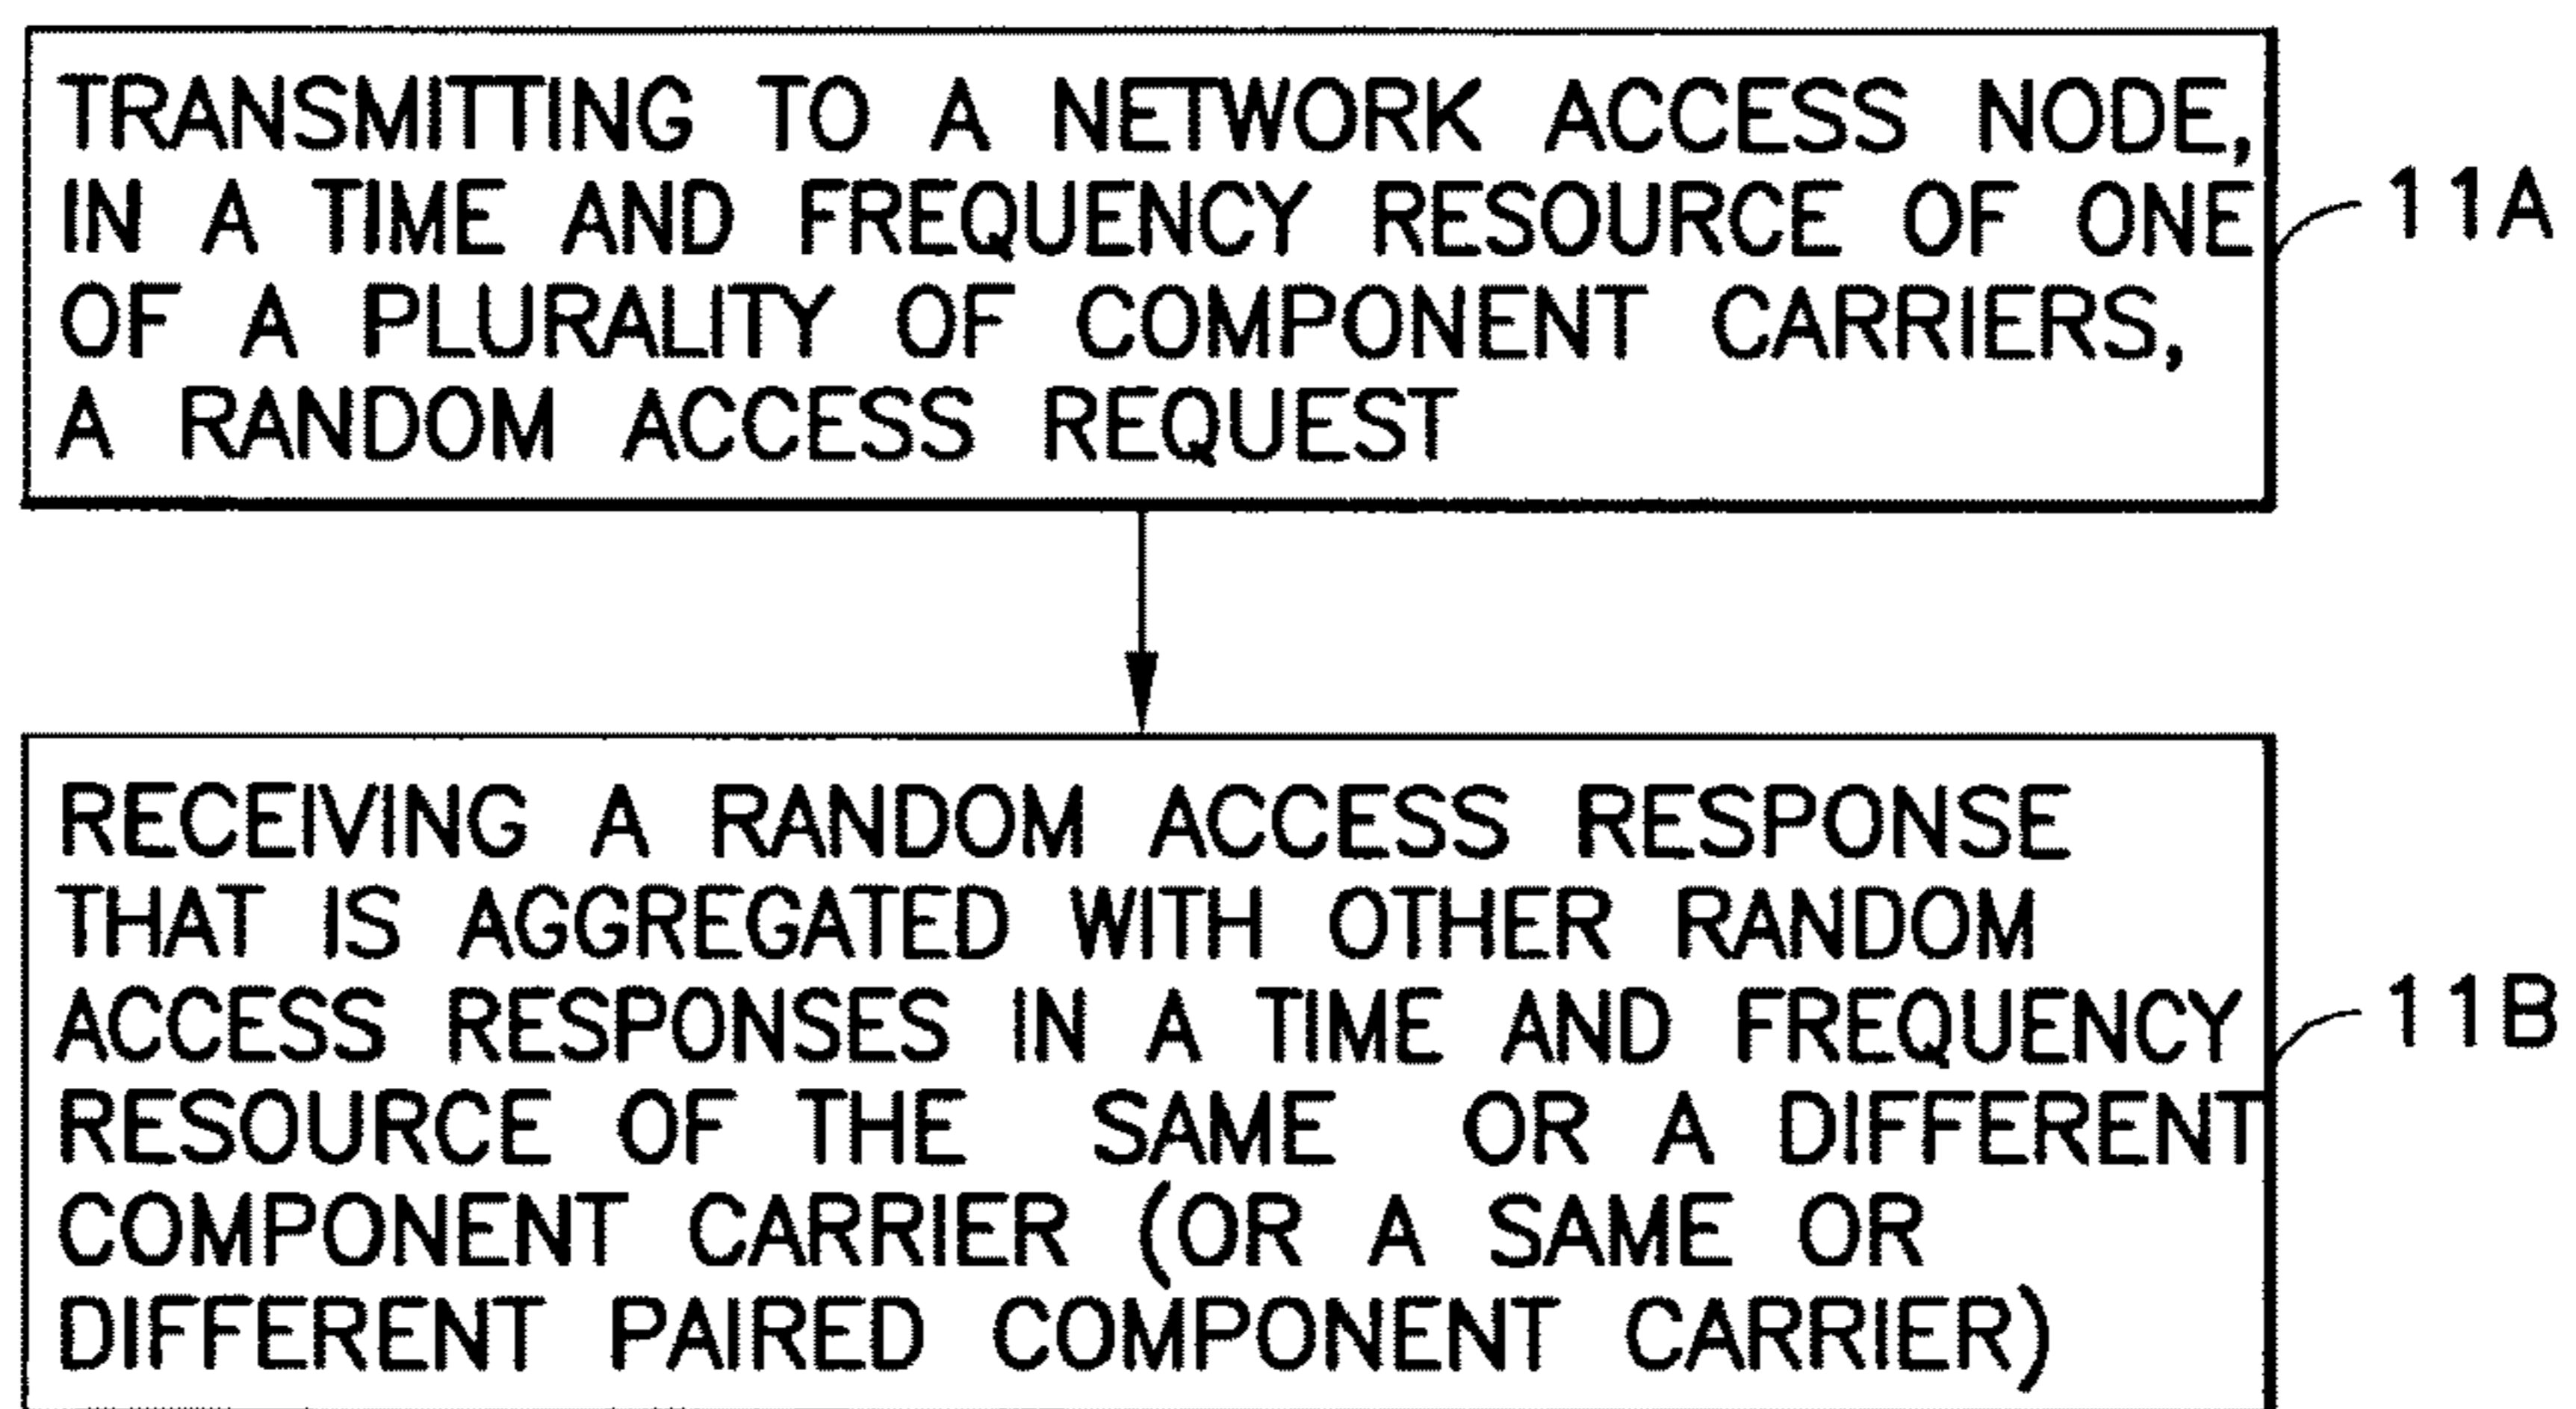 TRANSMITTING TO A NETWORK ACCESS NODE,
IN A TIME AND FREQUENCY RESOURCE OF ONE
OF A PLURALITY OF COMPONENT CARRIERS,
A RANDOM ACCESS REQUEST
11A
RECEIVING A RANDOM ACCESS RESPONSE
THAT IS AGGREGATED WITH OTHER RANDOM
ACCESS RESPONSES IN A TIME AND FREQUENCY
RESOURCE OF THE SAME OR A DIFFERENT
COMPONENT CARRIER (OR A SAME OR
DIFFERENT PAIRED COMPONENT CARRIER)
11B